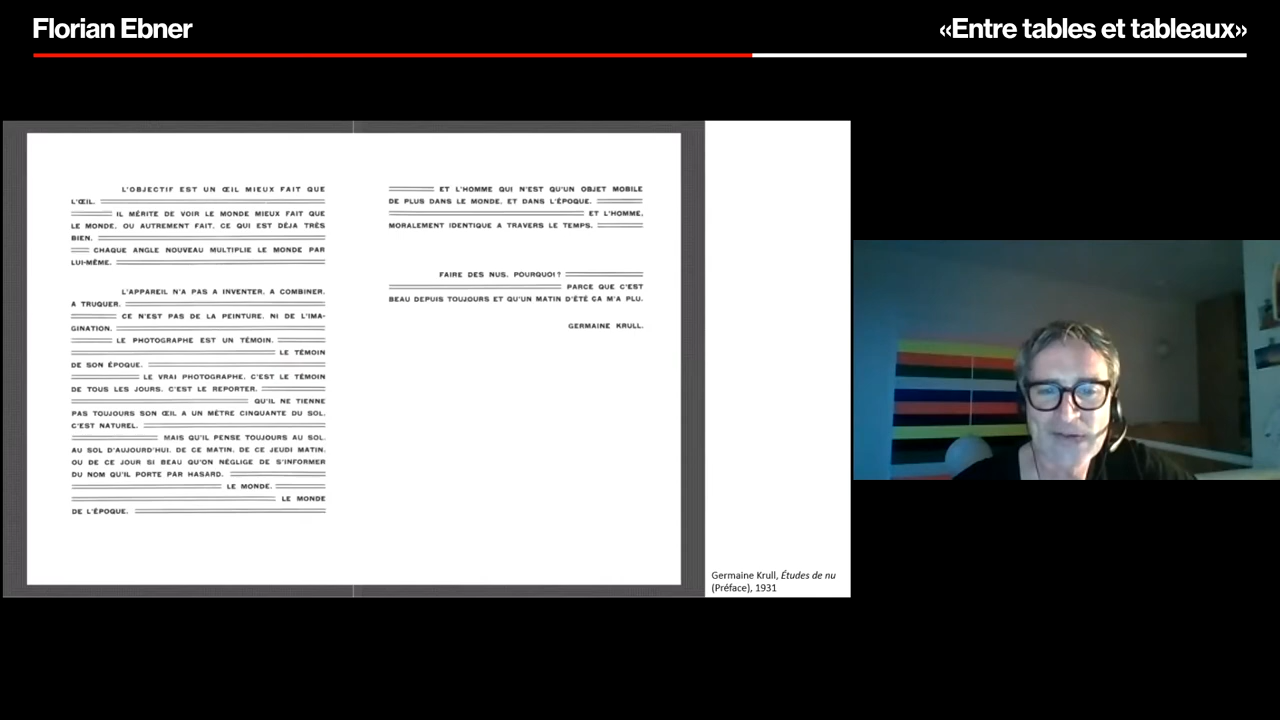 Florian Ebner
«Entre tables et tableaux»
L'OBJECTIF EST UN ŒIL MIEUX FAIT QUE
L'ŒIL.
IL MÉRITE DE VOIR LE MONDE MIEUX FAIT QUE
LE MONDE, OU AUTREMENT FAIT. CE QUI EST DÉJA TRÈS
BIEN.
CHAQUE ANGLE NOUVEAU MULTIPLIE LE MONDE PAR
LUI-MÊME.
L'APPAREIL N'A PAS A INVENTER, A COMBINER,
A TRUQUER.
CE N'EST PAS DE LA PEINTURE, NI DE L'IMA-
GINATION.
LE PHOTOGRAPHE EST UN TÉMOIN.
LE TÉMOIN
DE SON ÉPOQUE.
LE VRAI PHOTOGRAPHE, C'EST LE TÉMOIN
DE TOUS LES JOURS, C'EST LE REPORTER.
QU'IL NE TIENNE
PAS TOUJOURS SON ŒIL A UN MÈTRE CINQUANTE DU SOL,
C'EST NATUREL.
MAIS QU'IL PENSE TOUJOURS AU SOL,
AU SOL D'AUJOURD'HUI, DE CE MATIN, DE CE JEUDI MATIN,
OU DE CE JOUR SI BEAU QU'ON NÉGLIGE DE S'INFORMER
DU NOM QU'IL PORTE PAR HASARD.
LE MONDE.
LE MONDE
DE L'ÉPOQUE.
ET L'HOMME QUI N'EST QU'UN OBJET MOBILE
DE PLUS DANS LE MONDE, ET DANS L'ÉPOQUE.
ET L'HOMME,
MORALEMENT IDENTIQUE A TRAVERS LE TEMPS.
FAIRE DES NUS, POURQUOI ?
PARCE QUE C'EST
BEAU DEPUIS TOUJOURS ET QU'UN MATIN D'ÉTÉ ÇA M'A PLU.
GERMAINE KRULL.
Germaine Krull, Études de nu
(Préface), 1931